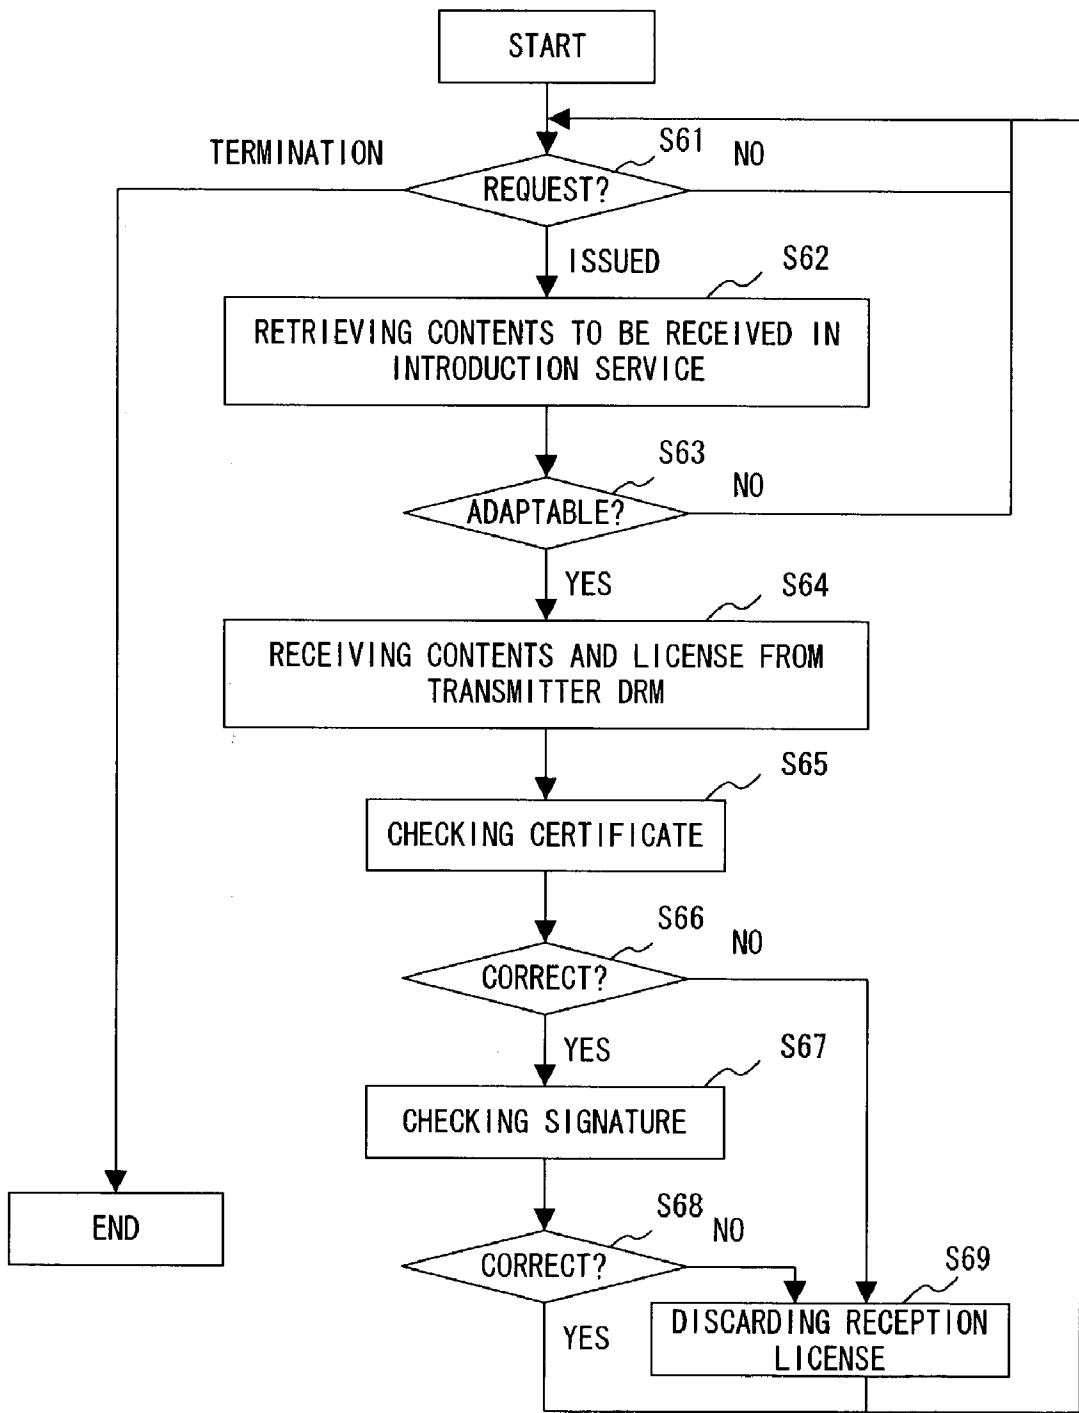 START
S61
TERMINATION
NO
REQUEST?
ISSUED
S62
RETRIEVING CONTENTS TO BE RECEIVED IN
INTRODUCTION SERVICE
S63
NO
ADAPTABLE?
YES
S64
RECEIVING CONTENTS AND LICENSE FROM
TRANSMITTER DRM
S65
CHECKING CERTIFICATE
S66
NO
CORRECT?
YES
S67
CHECKING SIGNATURE
S68
NO
END
CORRECT?
S69
YES
DISCARDING RECEPTION
LICENSE